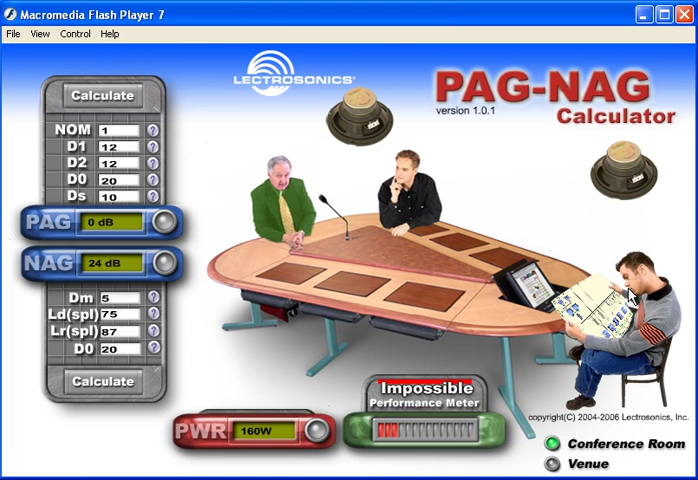 Macromedia Flash Player 7
File View Control Help
LECTROSONICS®
PAG-NAG
version 1.0.1
Calculator
Calculate
NOM 1 ?
D1 12 ?
D2 12 ?
D0 20 ?
Ds 10 ?
PAG 0 dB
NAG 24 dB
Dm 5 ?
Ld(spl) 75 ?
Lr(spl) 87 ?
D0 20 ?
Calculate
Impossible
Performance Meter
PWR 160W
copyright(C) 2004-2006 Lectrosonics, Inc.
Conference Room
Venue